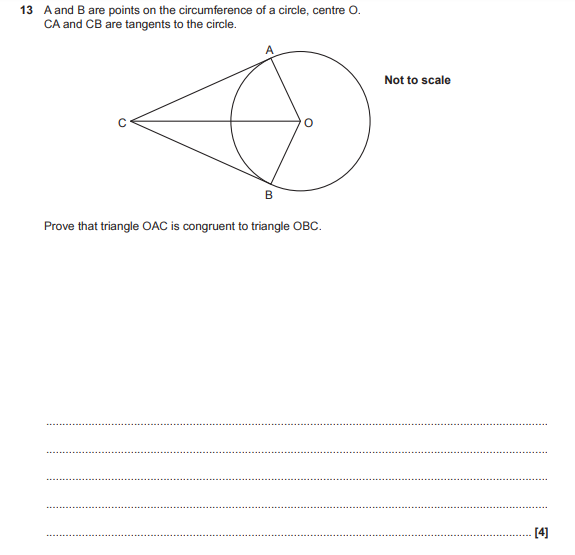 13 A and B are points on the circumference of a circle, centre O.
CA and CB are tangents to the circle.
A
Not to scale
C
O
B
Prove that triangle OAC is congruent to triangle OBC.
[4]